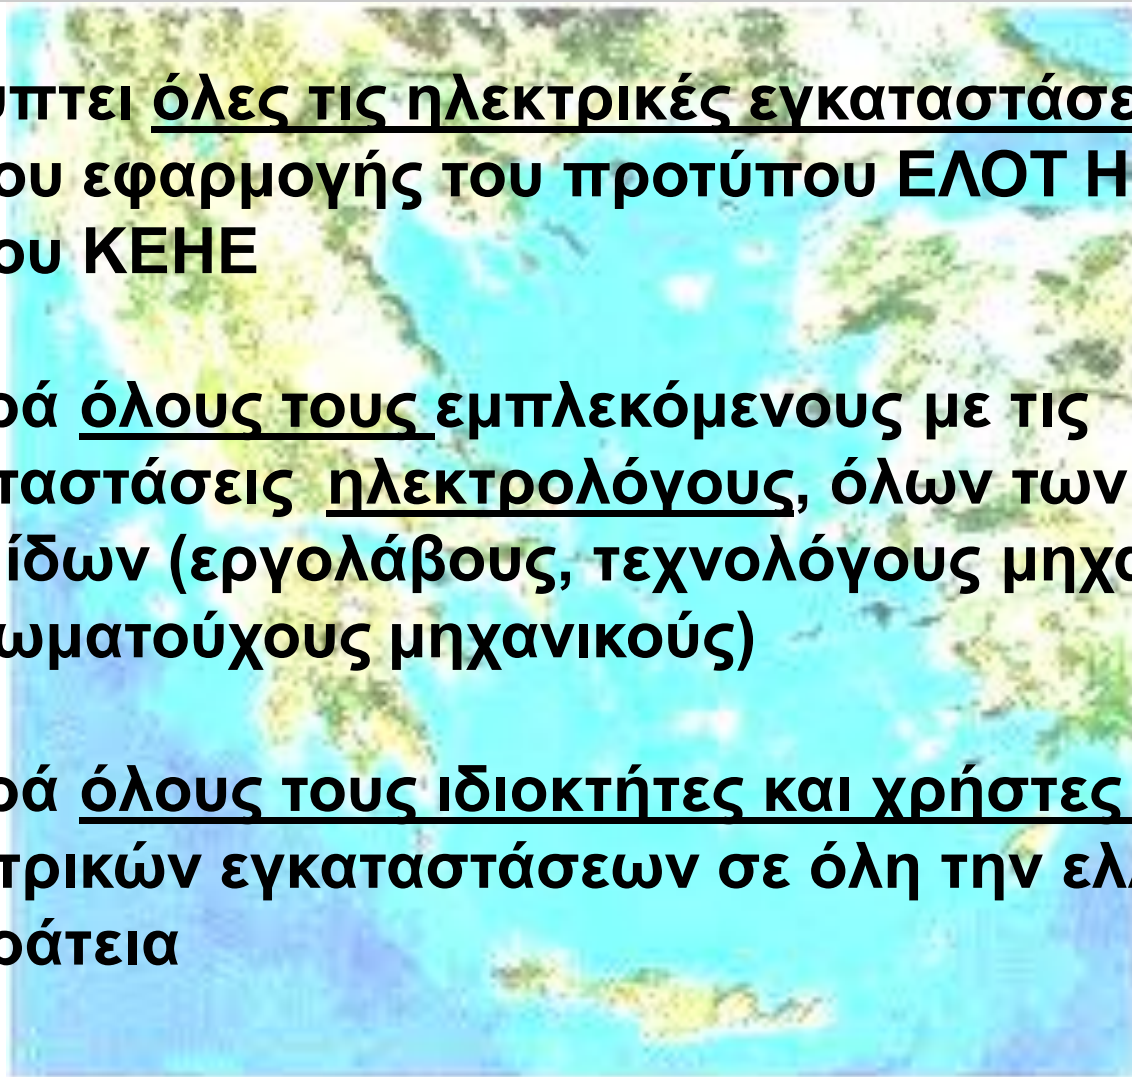 ύπτει όλες τις ηλεκτρικές εγκαταστάσε
ου εφαρμογής του προτύπου ΕΛΟΤ Η
ου ΚΕΗΕ
ρά όλους τους εμπλεκόμενους με τις
ταστάσεις ηλεκτρολόγους, όλων των
ίδων (εργολάβους, τεχνολόγους μηχα
ωματούχους μηχανικούς)
ρά όλους τους ιδιοκτήτες και χρήστες
τρικών εγκαταστάσεων σε όλη την ελλ
ράτεια